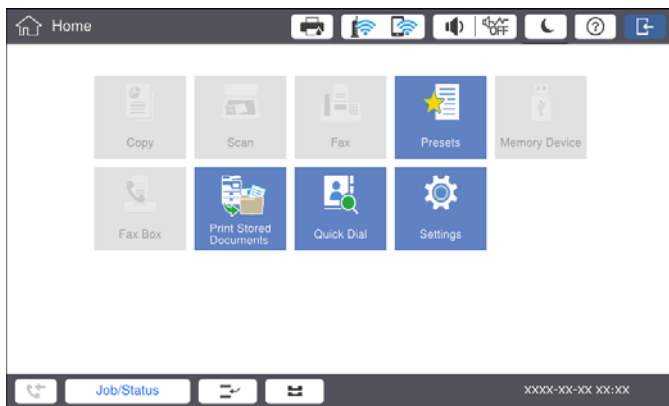 Home
OFF
?
Copy
Scan
Fax
Presets
Memory Device
Fax Box
Print Stored
Documents
Quick Dial
Settings
Job/Status
XXXX-XX-XX XX:XX